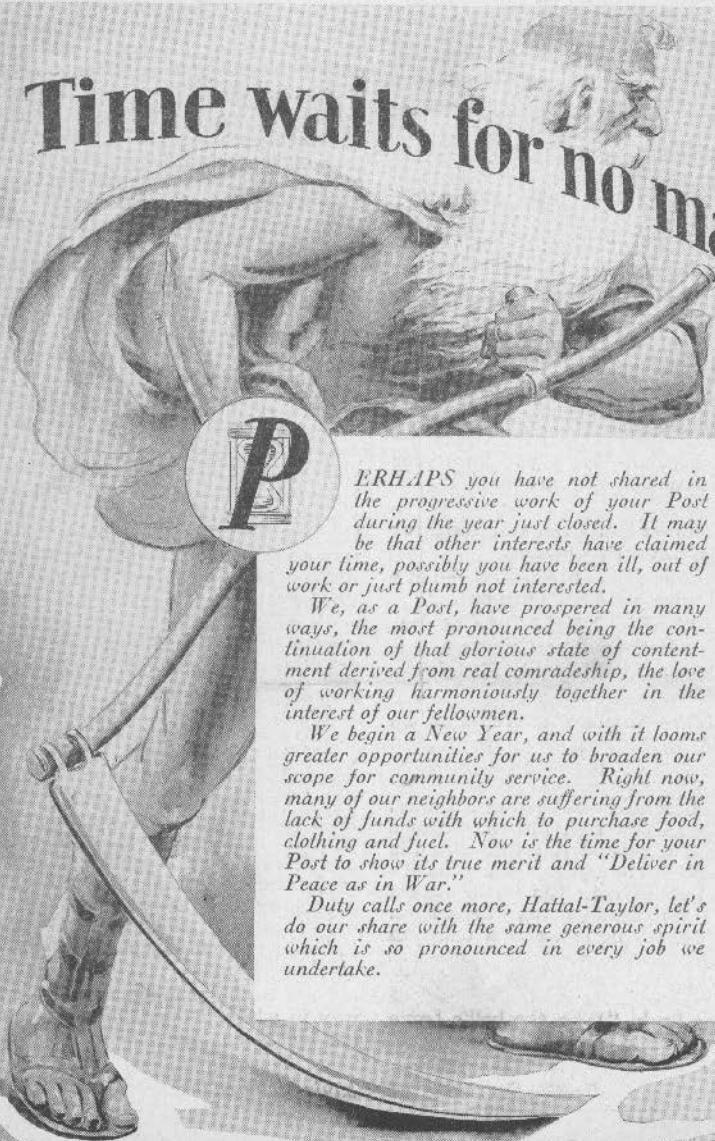 Time waits for no ma
PERHAPS you have not shared in
the progressive work of your Post
during the year just closed. It may
be that other interests have claimed
your time, possibly you have been ill, out of
work or just plumb not interested.
We, as a Post, have prospered in many
ways, the most pronounced being the con-
tinuation of that glorious state of content-
ment derived from real comradeship, the love
of working harmoniously together in the
interest of our fellowmen.
We begin a New Year, and with it looms
greater opportunities for us to broaden our
scope for community service. Right now,
many of our neighbors are suffering from the
lack of funds with which to purchase food,
clothing and fuel. Now is the time for your
Post to show its true merit and "Deliver in
Peace as in War."
Duty calls once more, Hattal-Taylor, let's
do our share with the same generous spirit
which is so pronounced in every job we
undertake.